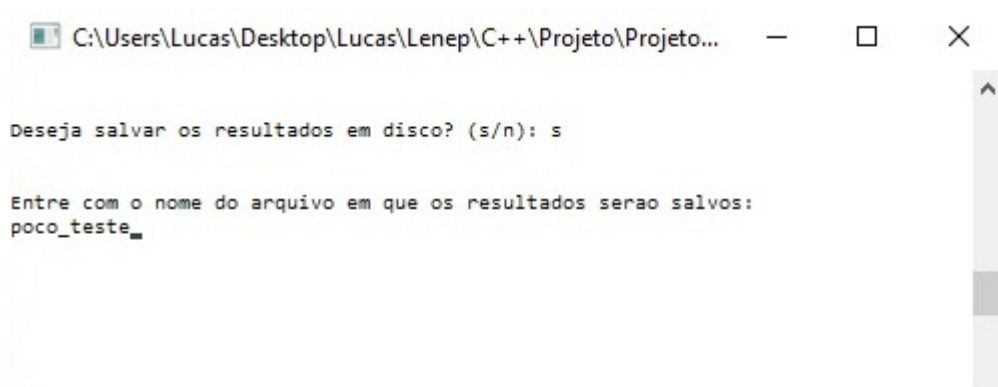 C:\Users\Lucas\Desktop\Lucas\Lenep\C++\Projeto\Projeto...
Deseja salvar os resultados em disco? (s/n): s
Entre com o nome do arquivo em que os resultados serao salvos:
poco_teste